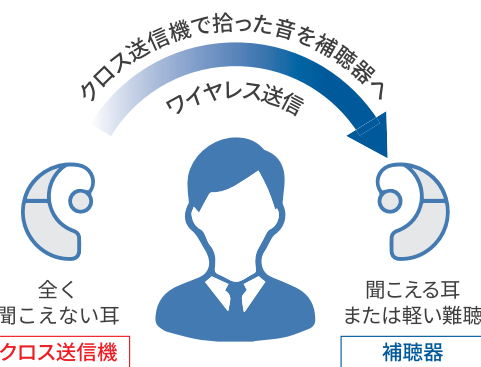 クロス送信機で拾った音を補聴器へ
ワイヤレス送信
全く
聞こえない耳
クロス送信機
聞こえる耳
または軽い難聴
補聴器